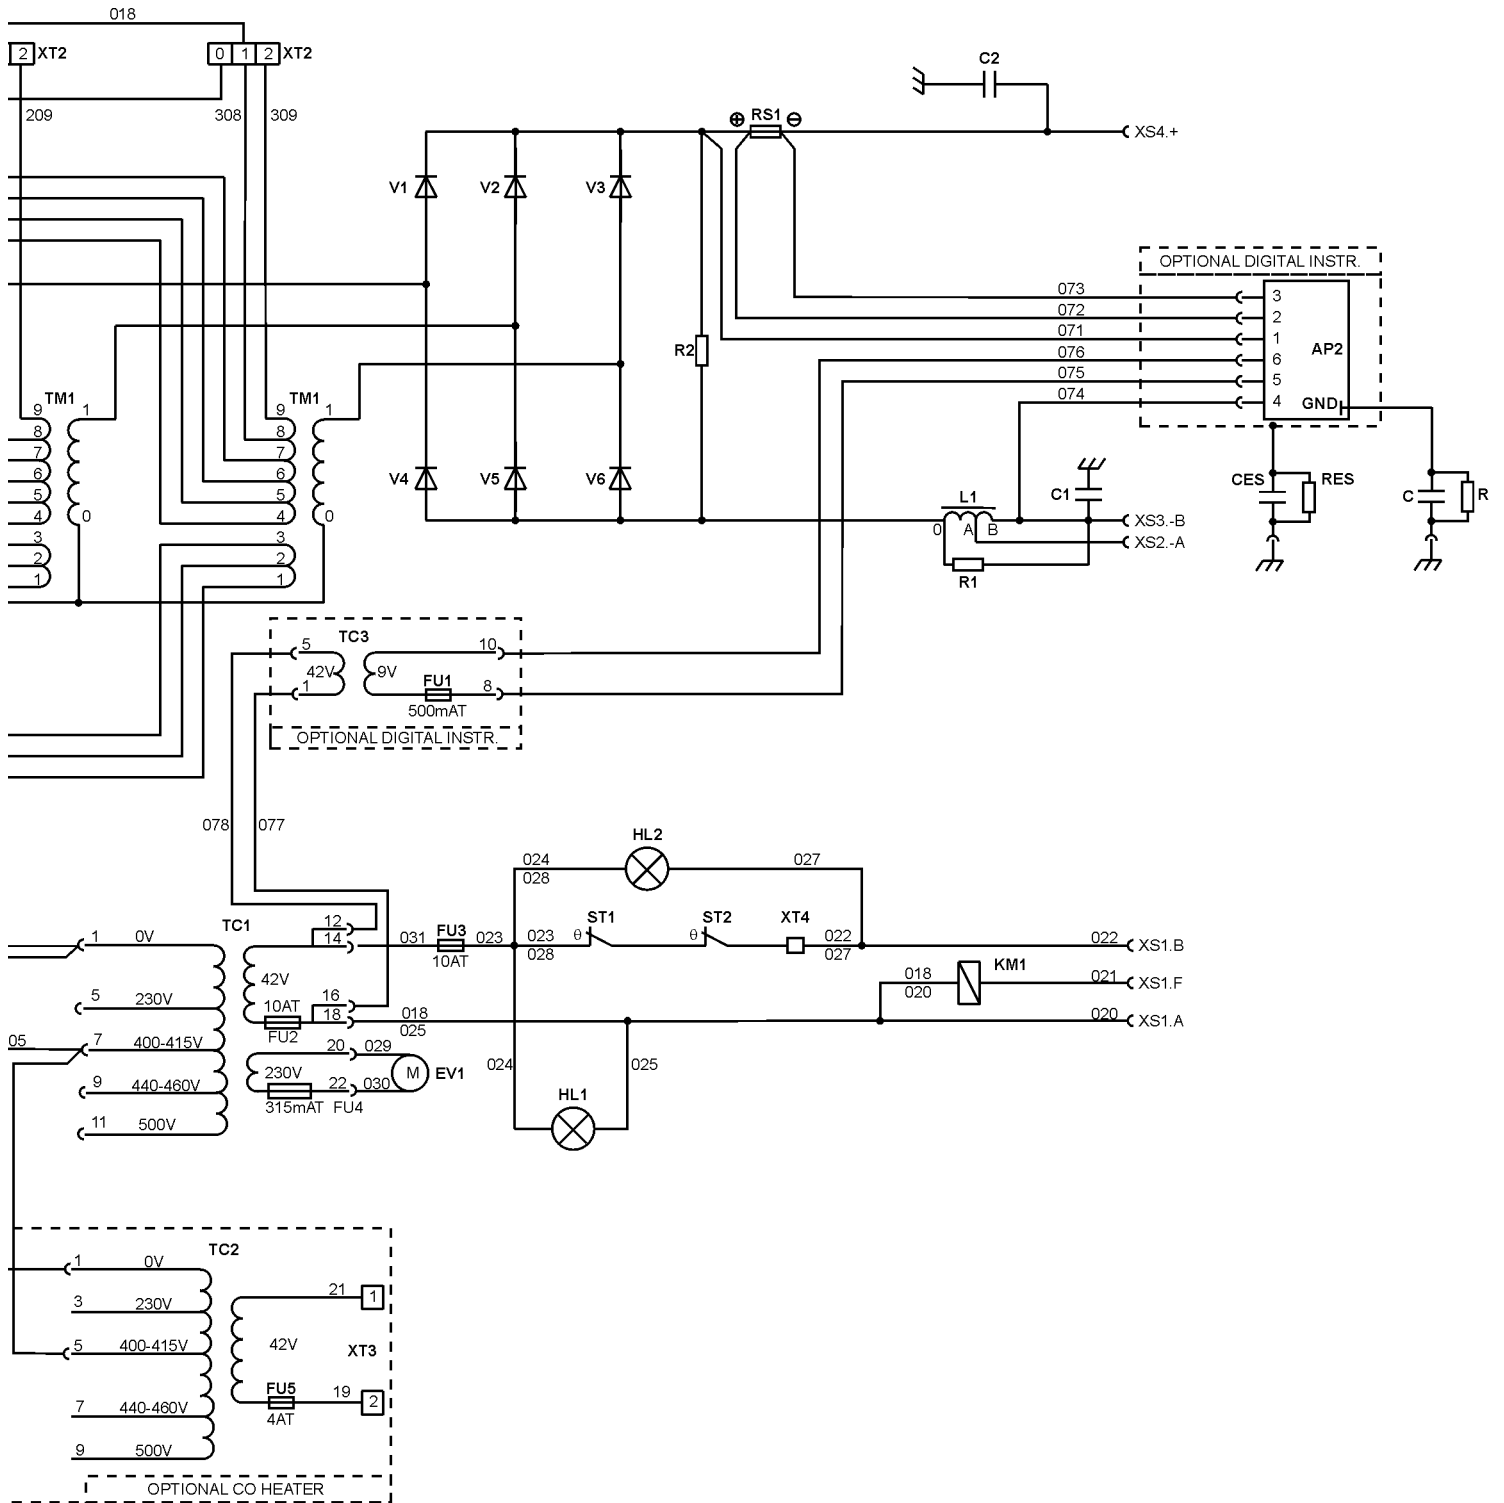 018
2 XT2
0 1 2 XT2
209
308 309
C2
RS1
XS4.+
V1 V2 V3
OPTIONAL DIGITAL INSTR.
073 3
072 2
071 1
076 6
075 5
074 4
AP2
GND
R2
TM1
9 1
8
7
6
5
4 0
3
2
1
TM1
9 1
8
7
6
5
4 0
3
2
1
V4 V5 V6
L1
0 A B
C1
R1
XS3.-B
XS2.-A
CES RES
C R
TC3
5 10
42V 9V
1 FU1 8
500mAT
OPTIONAL DIGITAL INSTR.
078 077
HL2
024 027
028
TC1
1 0V
5 230V
05 7 400-415V
9 440-460V
11 500V
12
14
42V
10AT
FU2
16
18
031 FU3 023
10AT
θ ST1
023
028
θ ST2
XT4
022
027
022 XS1.B
018
020
KM1
021 XS1.F
018
025
020 XS1.A
20 029
230V
22 030
315mAT FU4
M EV1
024 025
HL1
TC2
1 0V
3 230V
5 400-415V
7 440-460V
9 500V
21 1
42V
XT3
FU5 19 2
4AT
OPTIONAL CO HEATER